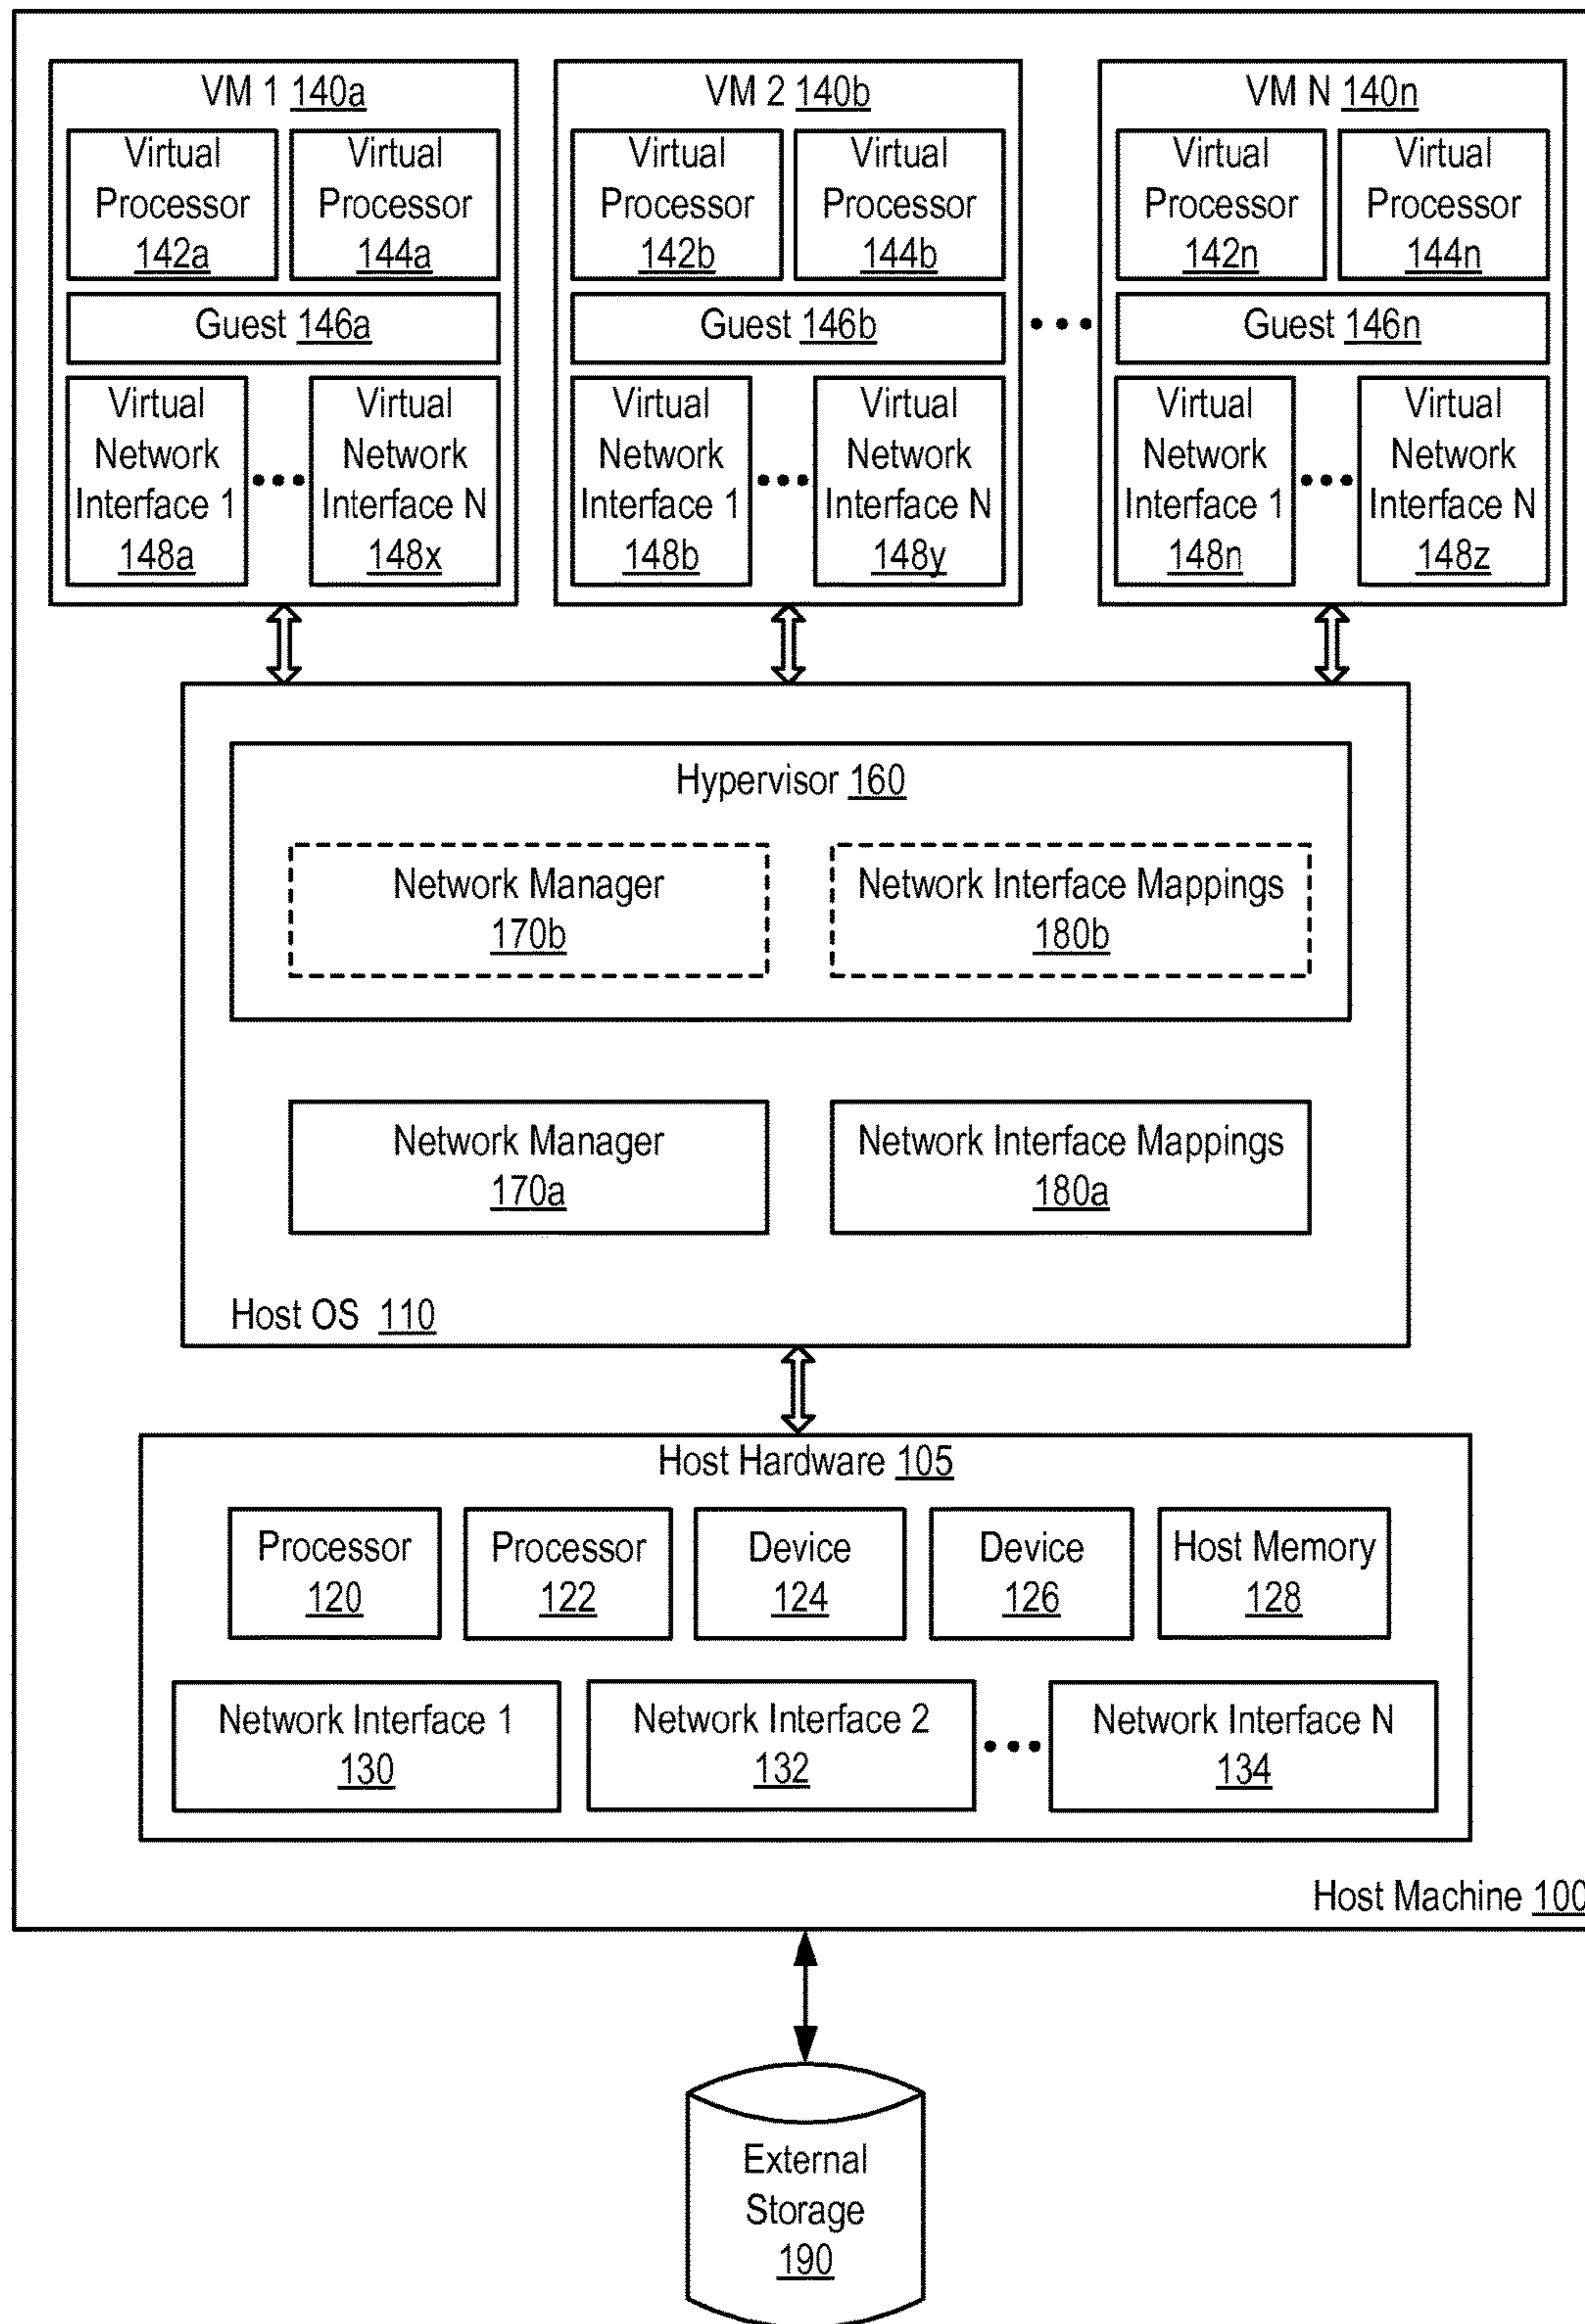 VM 1 140a
Virtual
Processor
142a
Virtual
Processor
144a
Guest 146a
Virtual
Network
Interface 1
148a
Virtual
Network
Interface N
148x
VM 2 140b
Virtual
Processor
142b
Virtual
Processor
144b
Guest 146b
Virtual
Network
Interface 1
148b
Virtual
Network
Interface N
148y
VM N 140n
Virtual
Processor
142n
Virtual
Processor
144n
Guest 146n
Virtual
Network
Interface 1
148n
Virtual
Network
Interface N
148z
Hypervisor 160
Network Manager
170b
Network Interface Mappings
180b
Network Manager
170a
Network Interface Mappings
180a
Host OS 110
Host Hardware 105
Processor
120
Processor
122
Device
124
Device
126
Host Memory
128
Network Interface 1
130
Network Interface 2
132
Network Interface N
134
Host Machine 100
External
Storage
190